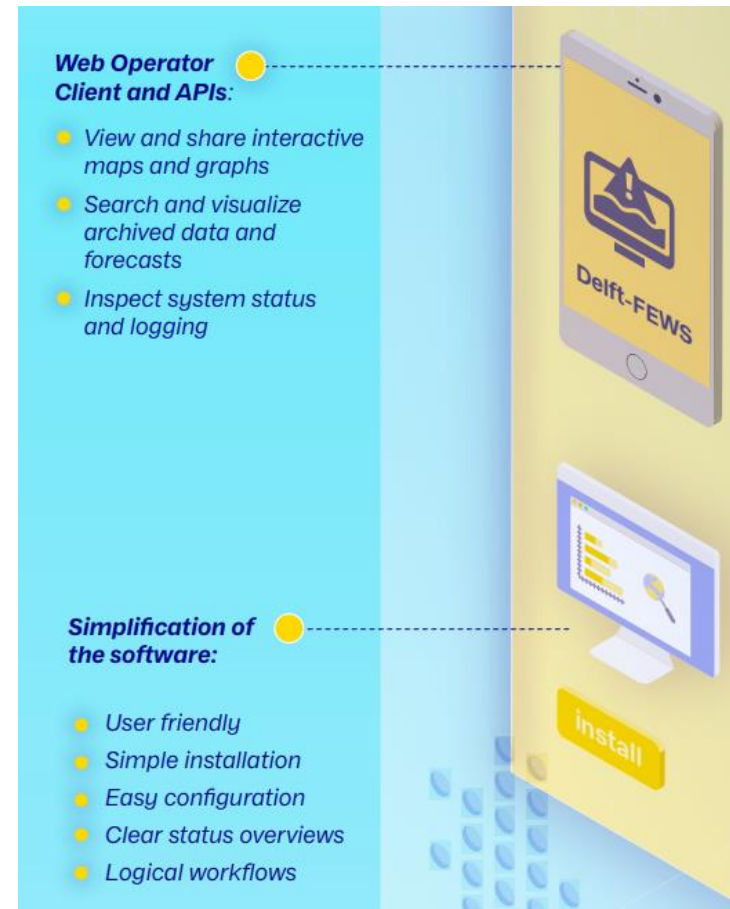 Web Operator
Client and APIs:
View and share interactive
maps and graphs
Search and visualize
archived data and
forecasts
Inspect system status
and logging
Delft-FEWS
Simplification of
the software:
User friendly
Simple installation
Easy configuration
Clear status overviews
Logical workflows
install